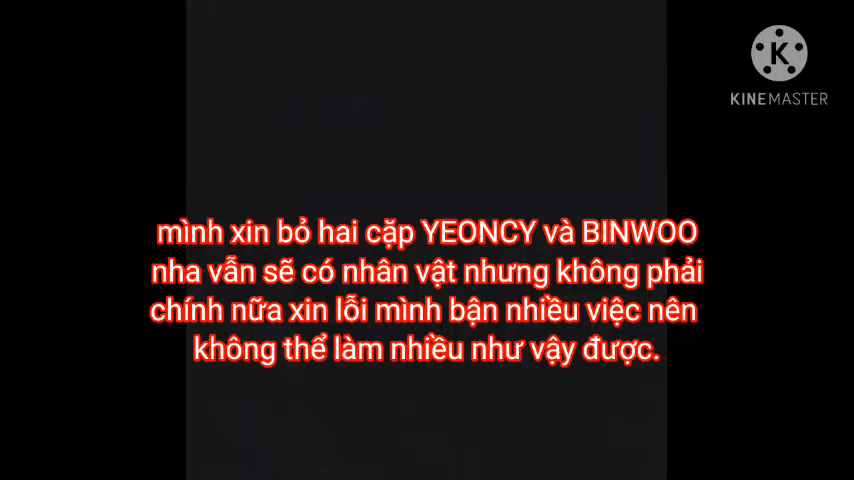 KINEMASTER
mình xin bỏ hai cặp YEONCY và BINWOO
nha vẫn sẽ có nhân vật nhưng không phải
chính nữa xin lỗi mình bận nhiều việc nên
không thể làm nhiều như vậy được.